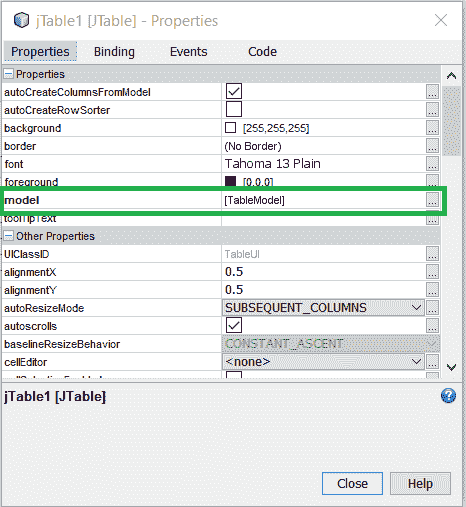 jTable1 [JTable] - Properties
Properties Binding Events Code
Properties
autoCreateColumnsFromModel ...
autoCreateRowSorter ...
background [255,255,255] ...
border (No Border) ...
font Tahoma 13 Plain ...
foreground [0,0,0] ...
model [TableModel] ...
toolTipText ...
Other Properties
UIClassID TableUI ...
alignmentX 0.5 ...
alignmentY 0.5 ...
autoResizeMode SUBSEQUENT_COLUMNS ...
autoscrolls ...
baselineResizeBehavior CONSTANT_ASCENT ...
cellEditor <none> ...
jTable1 [JTable]
?
Close Help